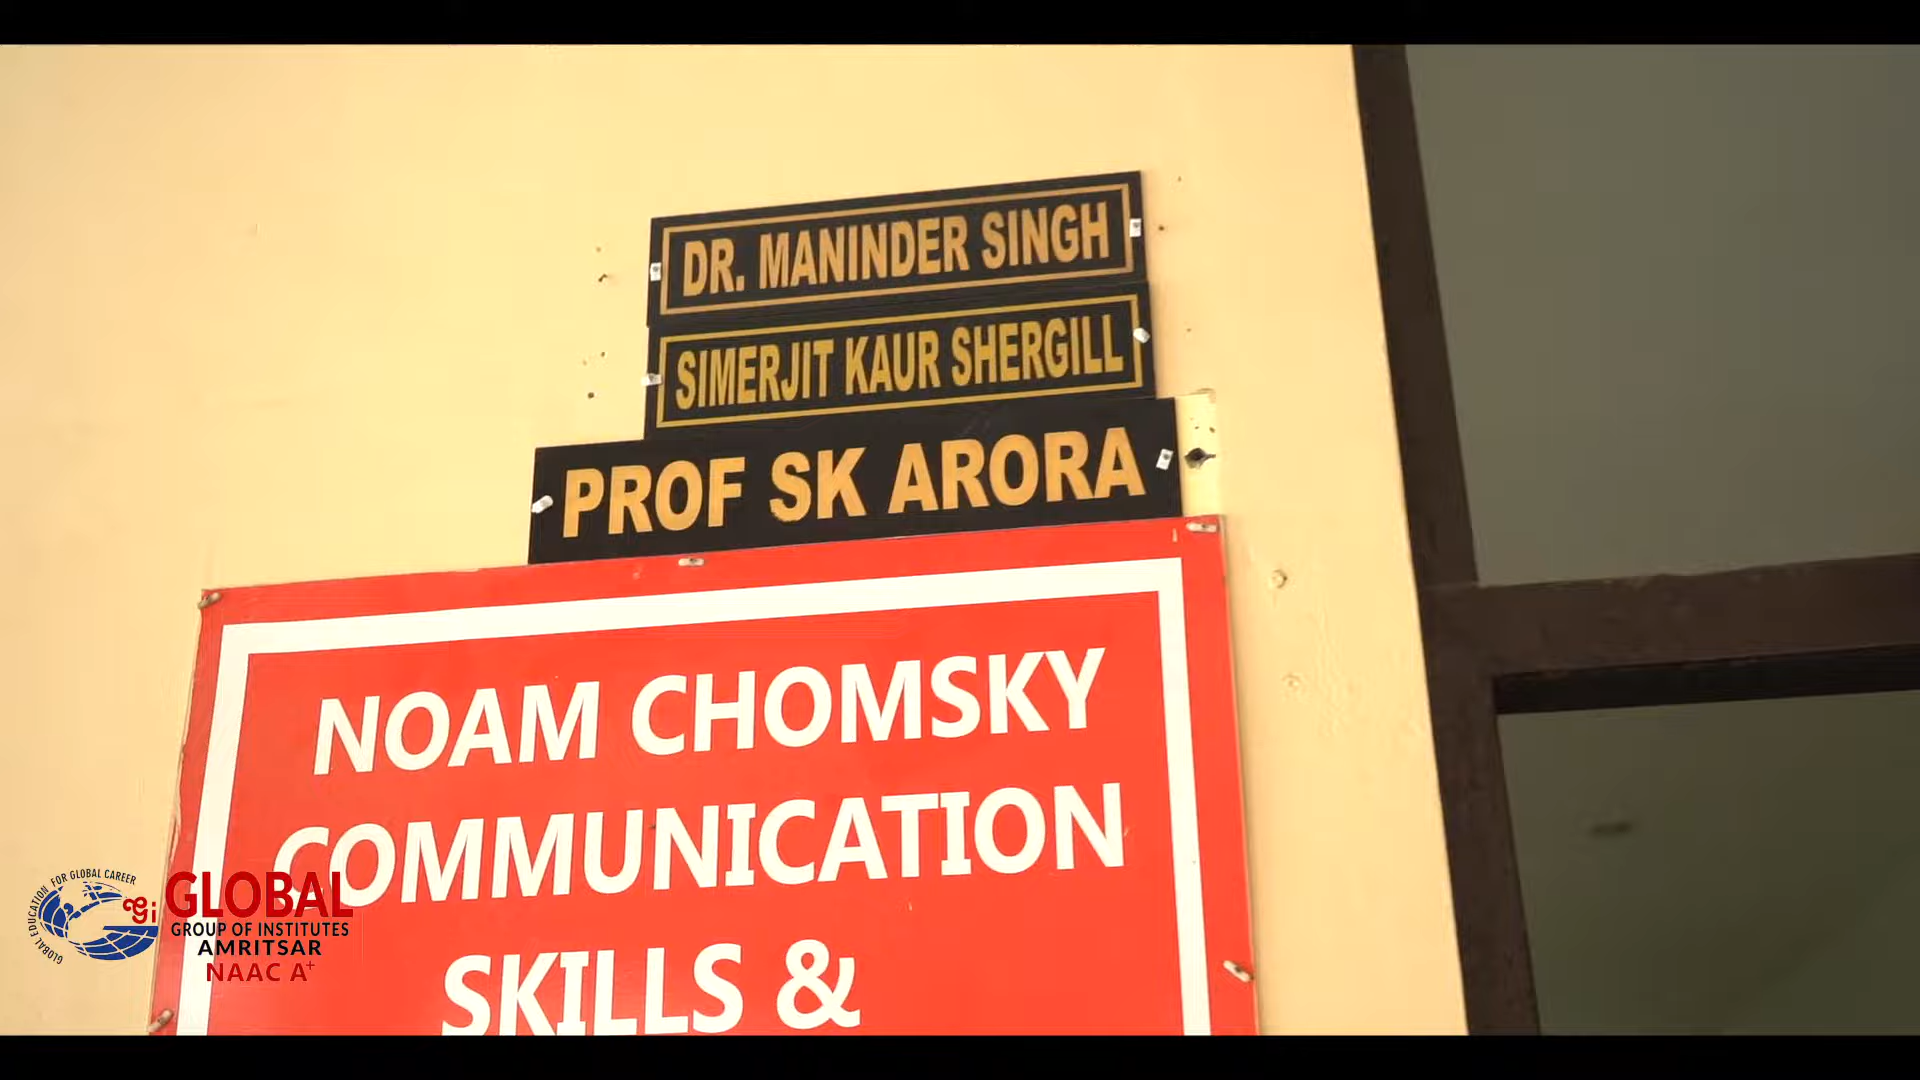 DR. MANINDER SINGH
SIMERJIT KAUR SHERGILL
PROF SK ARORA
NOAM CHOMSKY
COMMUNICATION
SKILLS &
GLOBAL EDUCATION FOR GLOBAL CAREER
ggi
GLOBAL
GROUP OF INSTITUTES
AMRITSAR
NAAC A+